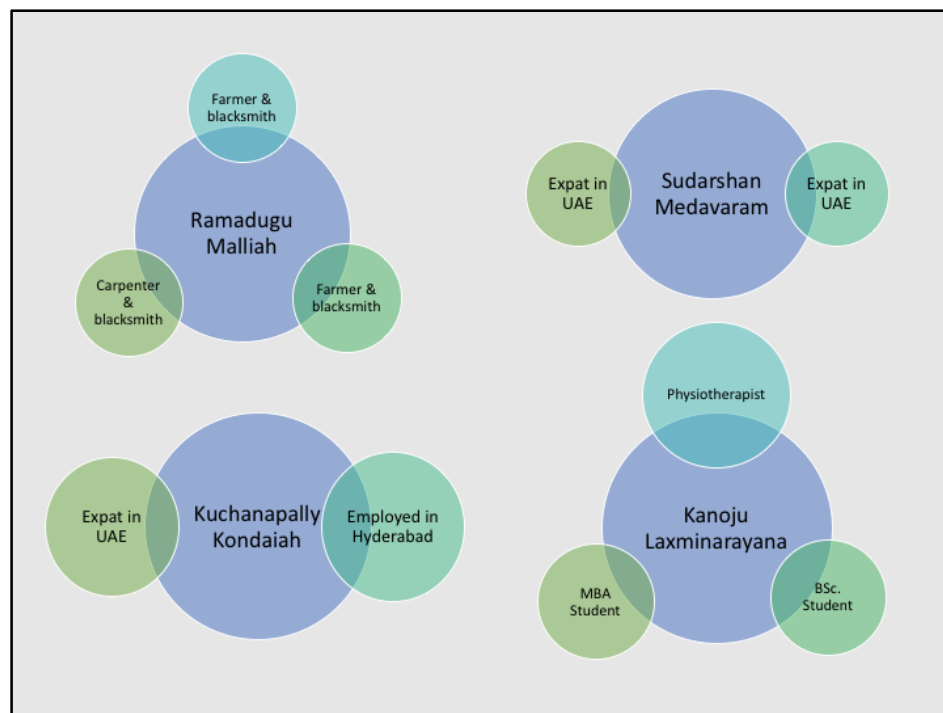 Farmer &
blacksmith
Ramadugu
Malliah
Carpenter
&
blacksmith
Farmer &
blacksmith
Expat in
UAE
Sudarshan
Medavaram
Expat in
UAE
Expat in
UAE
Kuchanapally
Kondaiah
Employed in
Hyderabad
Physiotherapist
Kanoju
Laxminarayana
MBA
Student
BSc.
Student